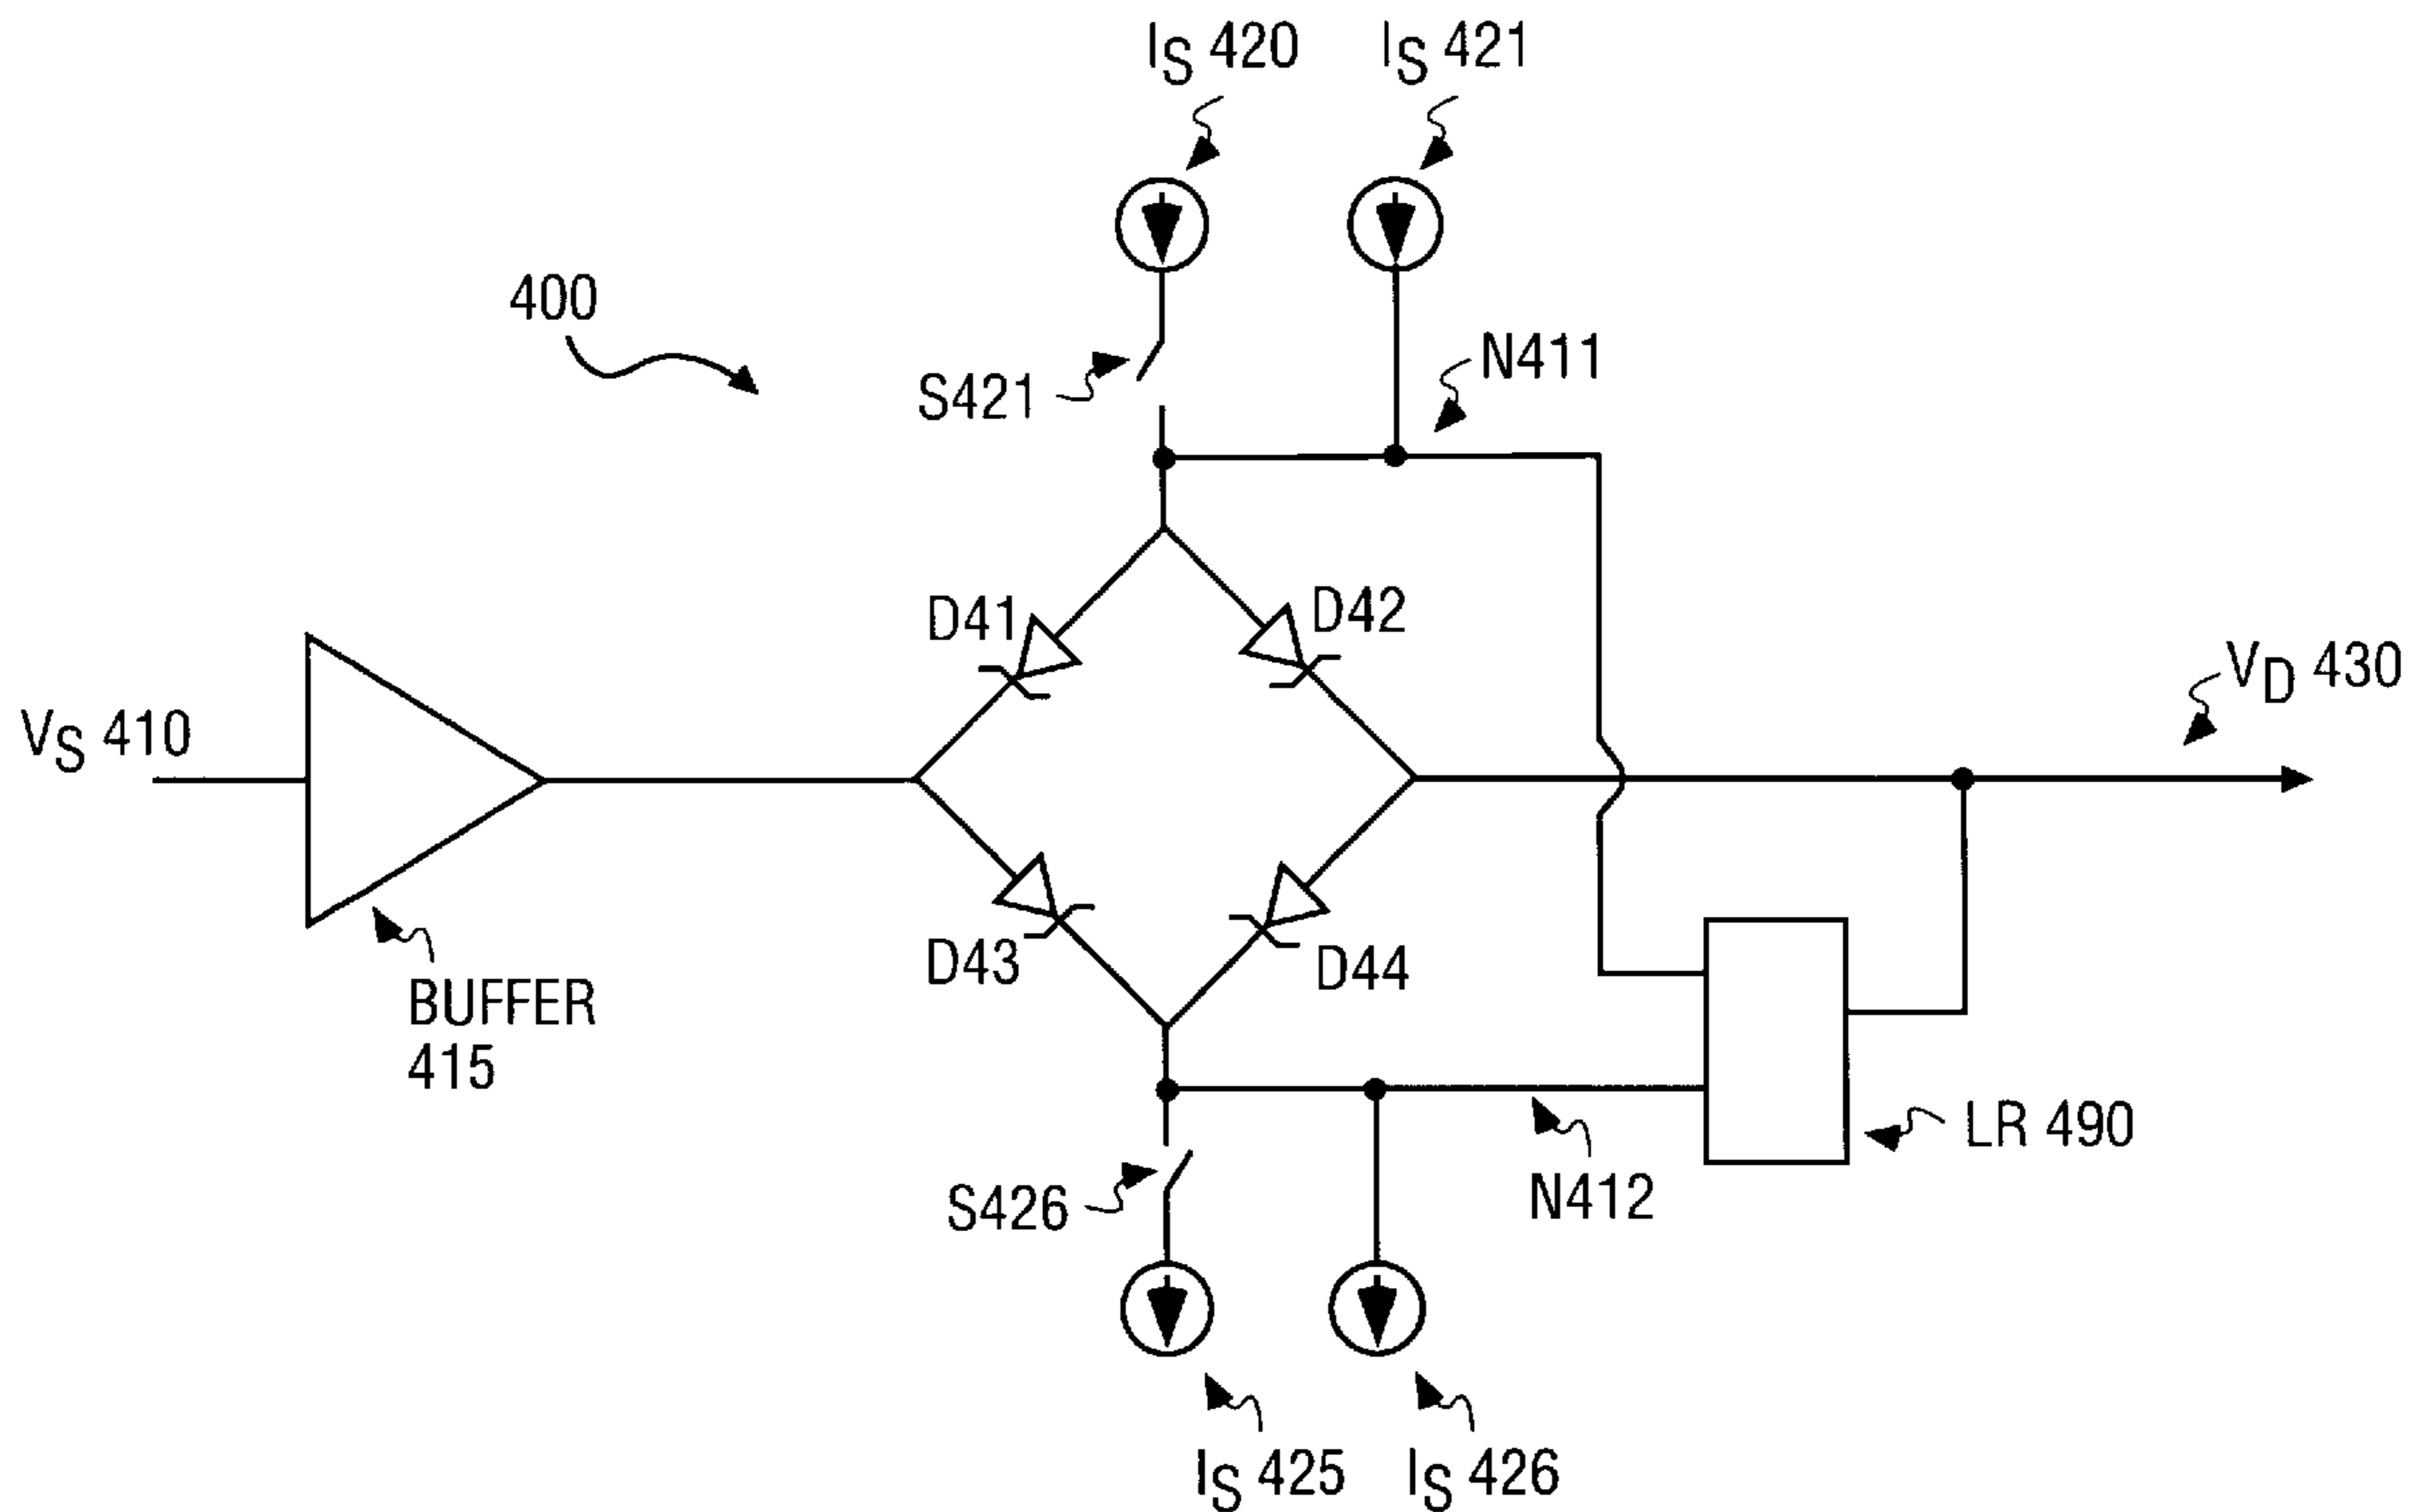 IS 420
IS 421
400
S421
N411
D41
D42
VS 410
VD 430
D43
D44
BUFFER
415
LR 490
S426
N412
IS 425
IS 426